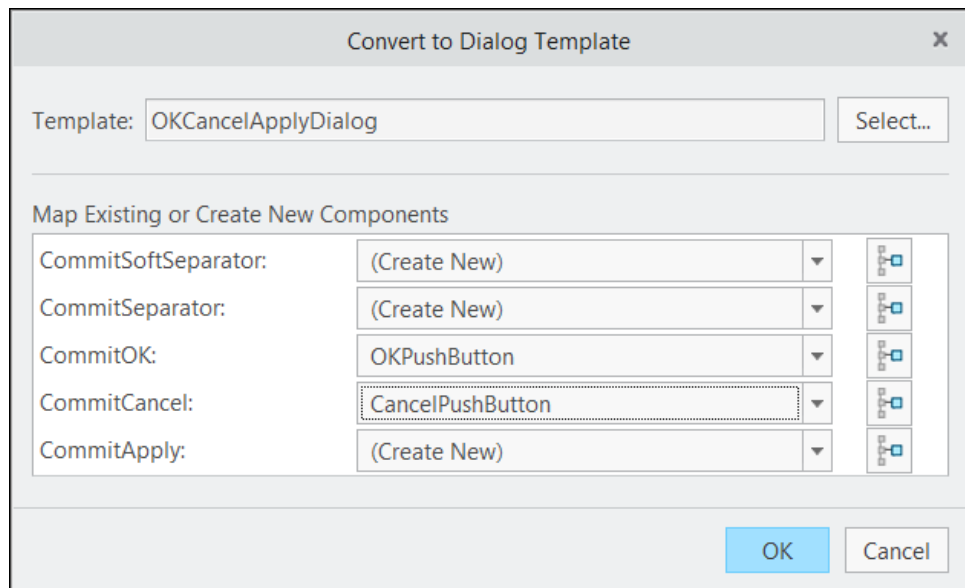 Convert to Dialog Template
Template: OKCancelApplyDialog Select...
Map Existing or Create New Components
CommitSoftSeparator: (Create New)
CommitSeparator: (Create New)
CommitOK: OKPushButton
CommitCancel: CancelPushButton
CommitApply: (Create New)
OK Cancel